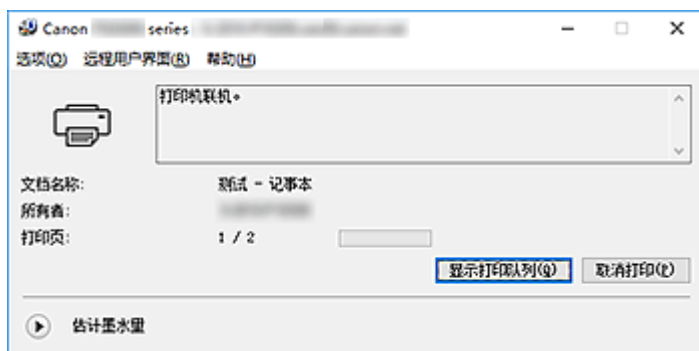 Canon series
选项(O) 远程用户界面(R) 帮助(H)
打印机联机。
文档名称: 测试 - 记事本
所有者:
打印页: 1 / 2
显示打印队列(Q) 取消打印(P)
估计墨水量